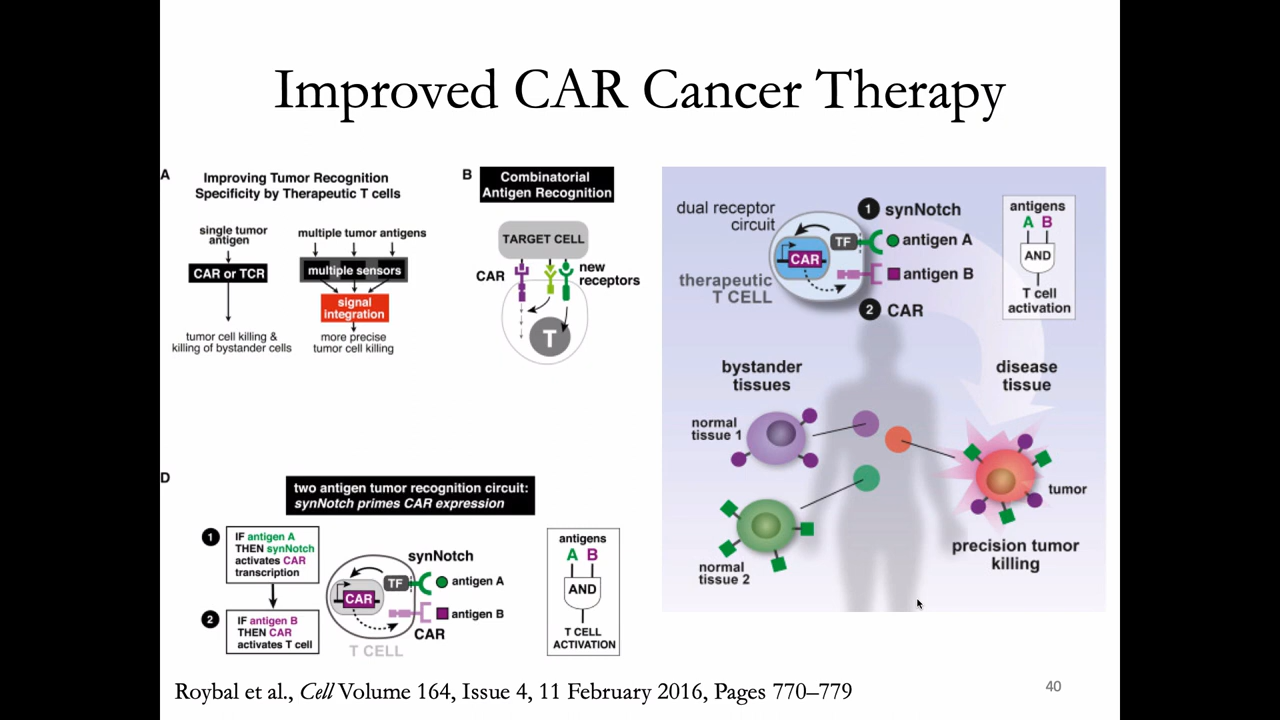 Improved CAR Cancer Therapy
A
Improving Tumor Recognition
Specificity by Therapeutic T cells
single tumor
antigen
CAR or TCR
tumor cell killing &
killing of bystander cells
multiple tumor antigens
multiple sensors
signal
integration
more precise
tumor cell killing
B
Combinatorial
Antigen Recognition
TARGET CELL
CAR
new
receptors
T
D
two antigen tumor recognition circuit:
synNotch primes CAR expression
1
IF antigen A
THEN synNotch
activates CAR
transcription
2
IF antigen B
THEN CAR
activates T cell
synNotch
TF
antigen A
CAR
antigen B
CAR
T CELL
antigens
A B
AND
T CELL
ACTIVATION
dual receptor
circuit
therapeutic
T CELL
1 synNotch
TF
antigen A
CAR
antigen B
2 CAR
antigens
A B
AND
T cell
activation
bystander
tissues
disease
tissue
normal
tissue 1
normal
tissue 2
tumor
precision tumor
killing
Roybal et al., Cell Volume 164, Issue 4, 11 February 2016, Pages 770–779
40